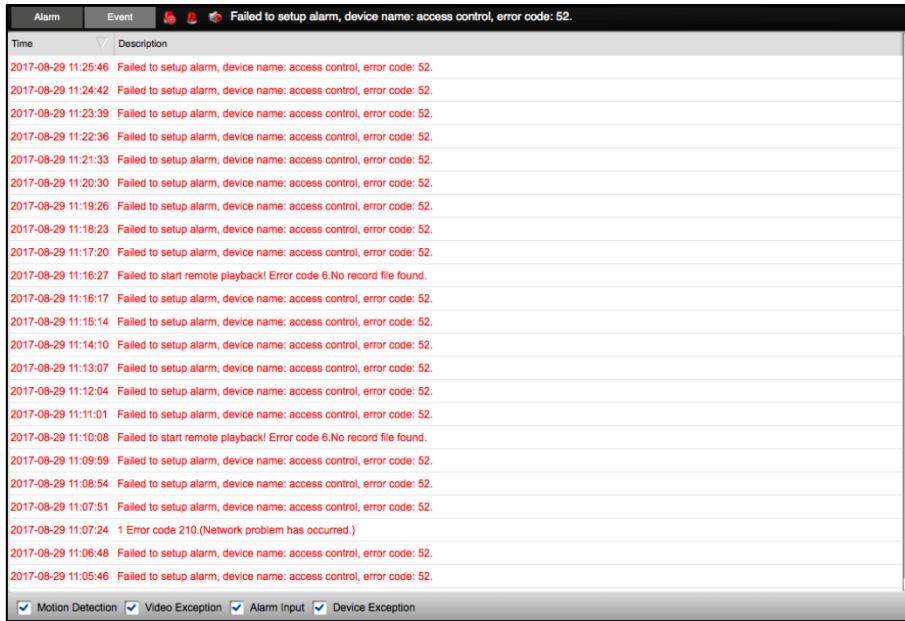 Alarm Event Failed to setup alarm, device name: access control, error code: 52.
Time Description
2017-08-29 11:25:46 Failed to setup alarm, device name: access control, error code: 52.
2017-08-29 11:24:42 Failed to setup alarm, device name: access control, error code: 52.
2017-08-29 11:23:39 Failed to setup alarm, device name: access control, error code: 52.
2017-08-29 11:22:36 Failed to setup alarm, device name: access control, error code: 52.
2017-08-29 11:21:33 Failed to setup alarm, device name: access control, error code: 52.
2017-08-29 11:20:30 Failed to setup alarm, device name: access control, error code: 52.
2017-08-29 11:19:26 Failed to setup alarm, device name: access control, error code: 52.
2017-08-29 11:18:23 Failed to setup alarm, device name: access control, error code: 52.
2017-08-29 11:17:20 Failed to setup alarm, device name: access control, error code: 52.
2017-08-29 11:16:27 Failed to start remote playback! Error code 6.No record file found.
2017-08-29 11:16:17 Failed to setup alarm, device name: access control, error code: 52.
2017-08-29 11:15:14 Failed to setup alarm, device name: access control, error code: 52.
2017-08-29 11:14:10 Failed to setup alarm, device name: access control, error code: 52.
2017-08-29 11:13:07 Failed to setup alarm, device name: access control, error code: 52.
2017-08-29 11:12:04 Failed to setup alarm, device name: access control, error code: 52.
2017-08-29 11:11:01 Failed to setup alarm, device name: access control, error code: 52.
2017-08-29 11:10:08 Failed to start remote playback! Error code 6.No record file found.
2017-08-29 11:09:59 Failed to setup alarm, device name: access control, error code: 52.
2017-08-29 11:08:54 Failed to setup alarm, device name: access control, error code: 52.
2017-08-29 11:07:51 Failed to setup alarm, device name: access control, error code: 52.
2017-08-29 11:07:24 1 Error code 210.(Network problem has occurred.)
2017-08-29 11:06:48 Failed to setup alarm, device name: access control, error code: 52.
2017-08-29 11:05:46 Failed to setup alarm, device name: access control, error code: 52.
Motion Detection Video Exception Alarm Input Device Exception